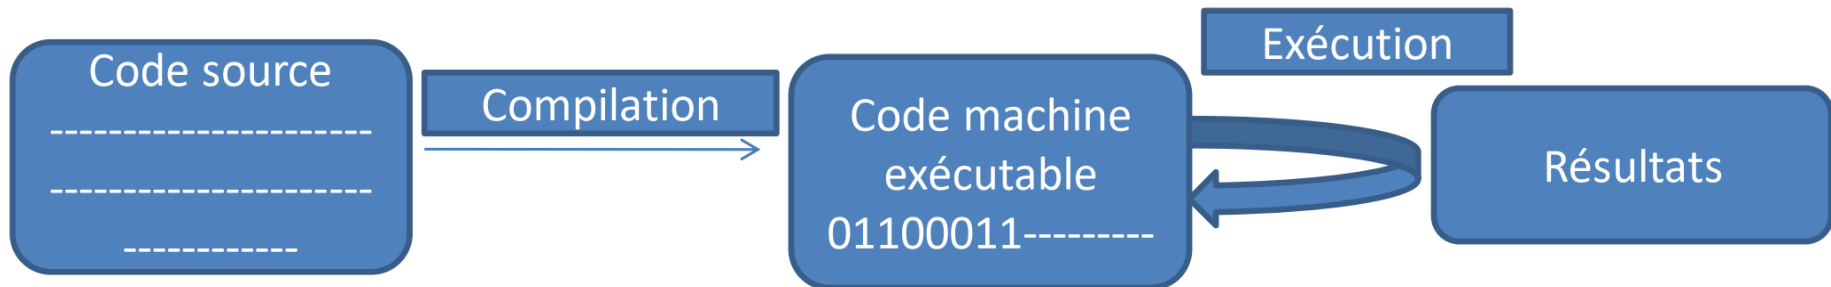 Code source
----------------------
----------------------
------------
Compilation
Code machine
exécutable
01100011---------
Exécution
Résultats